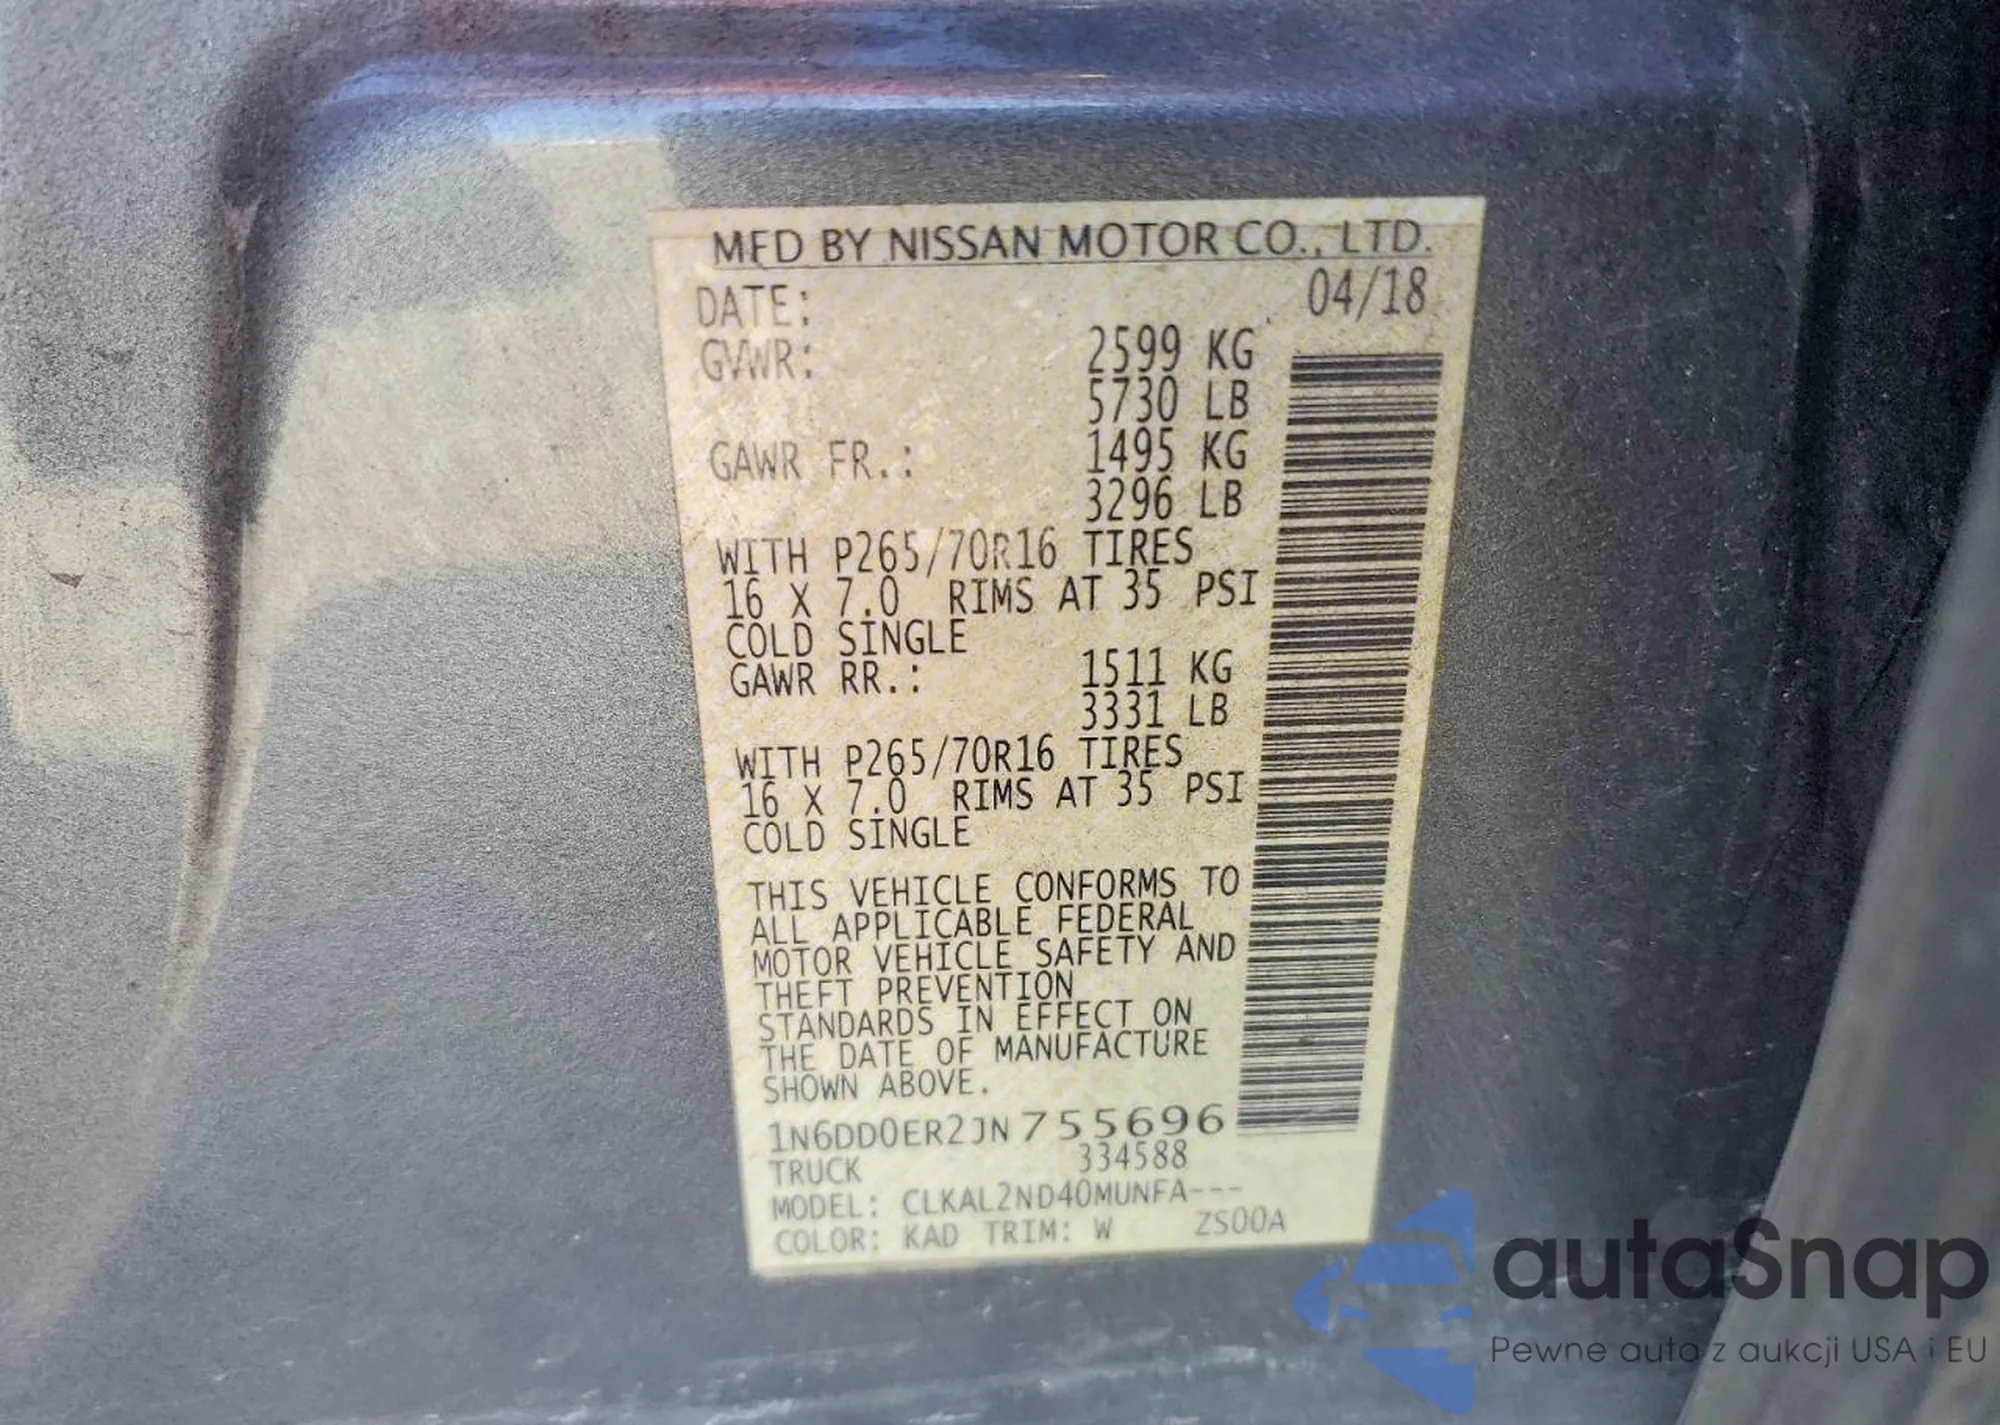 MFD BY NISSAN MOTOR CO., LTD.
DATE: 04/18
GVWR: 2599 KG
5730 LB
GAWR FR.: 1495 KG
3296 LB
WITH P265/70R16 TIRES
16 X 7.0 RIMS AT 35 PSI
COLD SINGLE
GAWR RR.: 1511 KG
3331 LB
WITH P265/70R16 TIRES
16 X 7.0 RIMS AT 35 PSI
COLD SINGLE
THIS VEHICLE CONFORMS TO
ALL APPLICABLE FEDERAL
MOTOR VEHICLE SAFETY AND
THEFT PREVENTION
STANDARDS IN EFFECT ON
THE DATE OF MANUFACTURE
SHOWN ABOVE.
1N6DD0ER2JN755696
TRUCK 334588
MODEL: CLKAL2ND40MUNFA---
COLOR: KAD TRIM: W ZS00A
autaSnap
Pewne auta z aukcji USA i EU